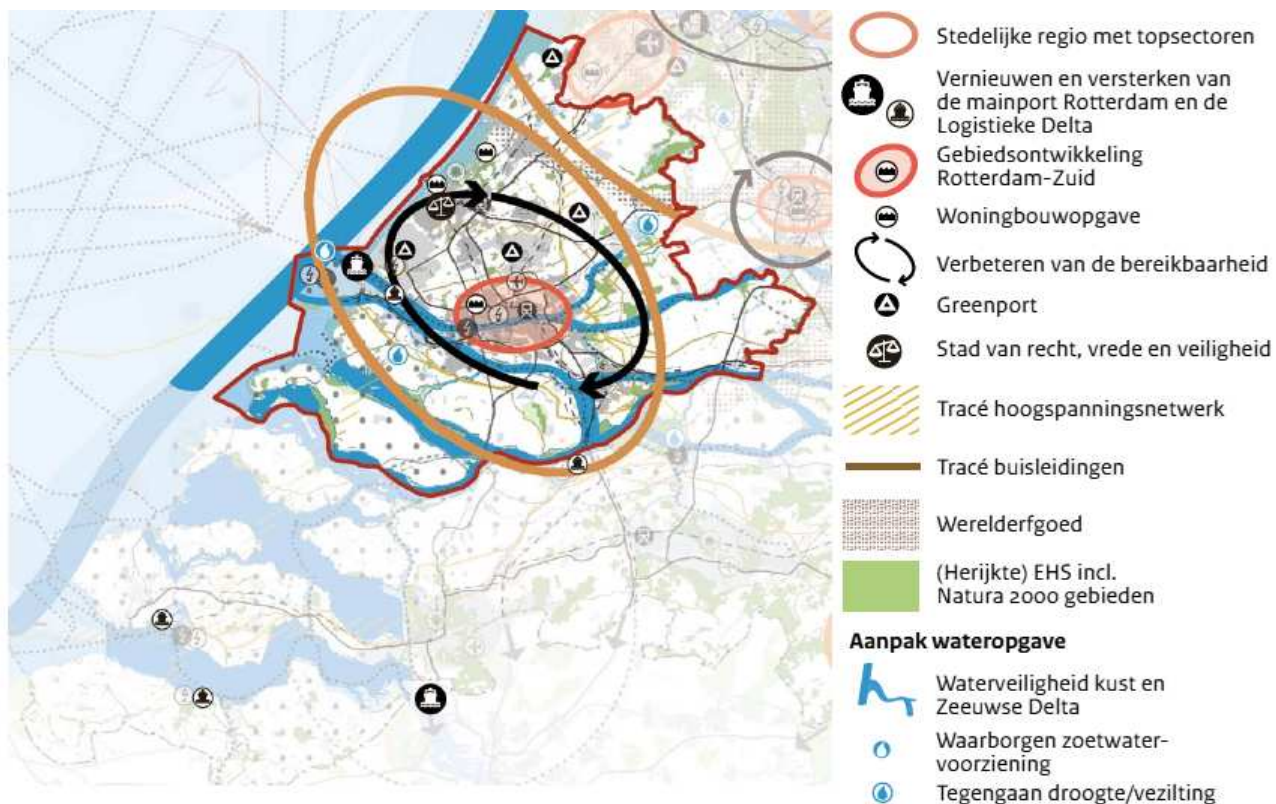 Stedelijke regio met topsectoren
Vernieuwen en versterken van
de mainport Rotterdam en de
Logistieke Delta
Gebiedsontwikkeling
Rotterdam-Zuid
Woningbouwopgave
Verbeteren van de bereikbaarheid
Greenport
Stad van recht, vrede en veiligheid
Tracé hoogspanningsnetwerk
Tracé buisleidingen
Werelderfgoed
(Herijkte) EHS incl.
Natura 2000 gebieden
Aanpak wateropgave
Waterveiligheid kust en
Zeeuwse Delta
Waarborgen zoetwater-
voorziening
Tegengaan droogte/vezilting